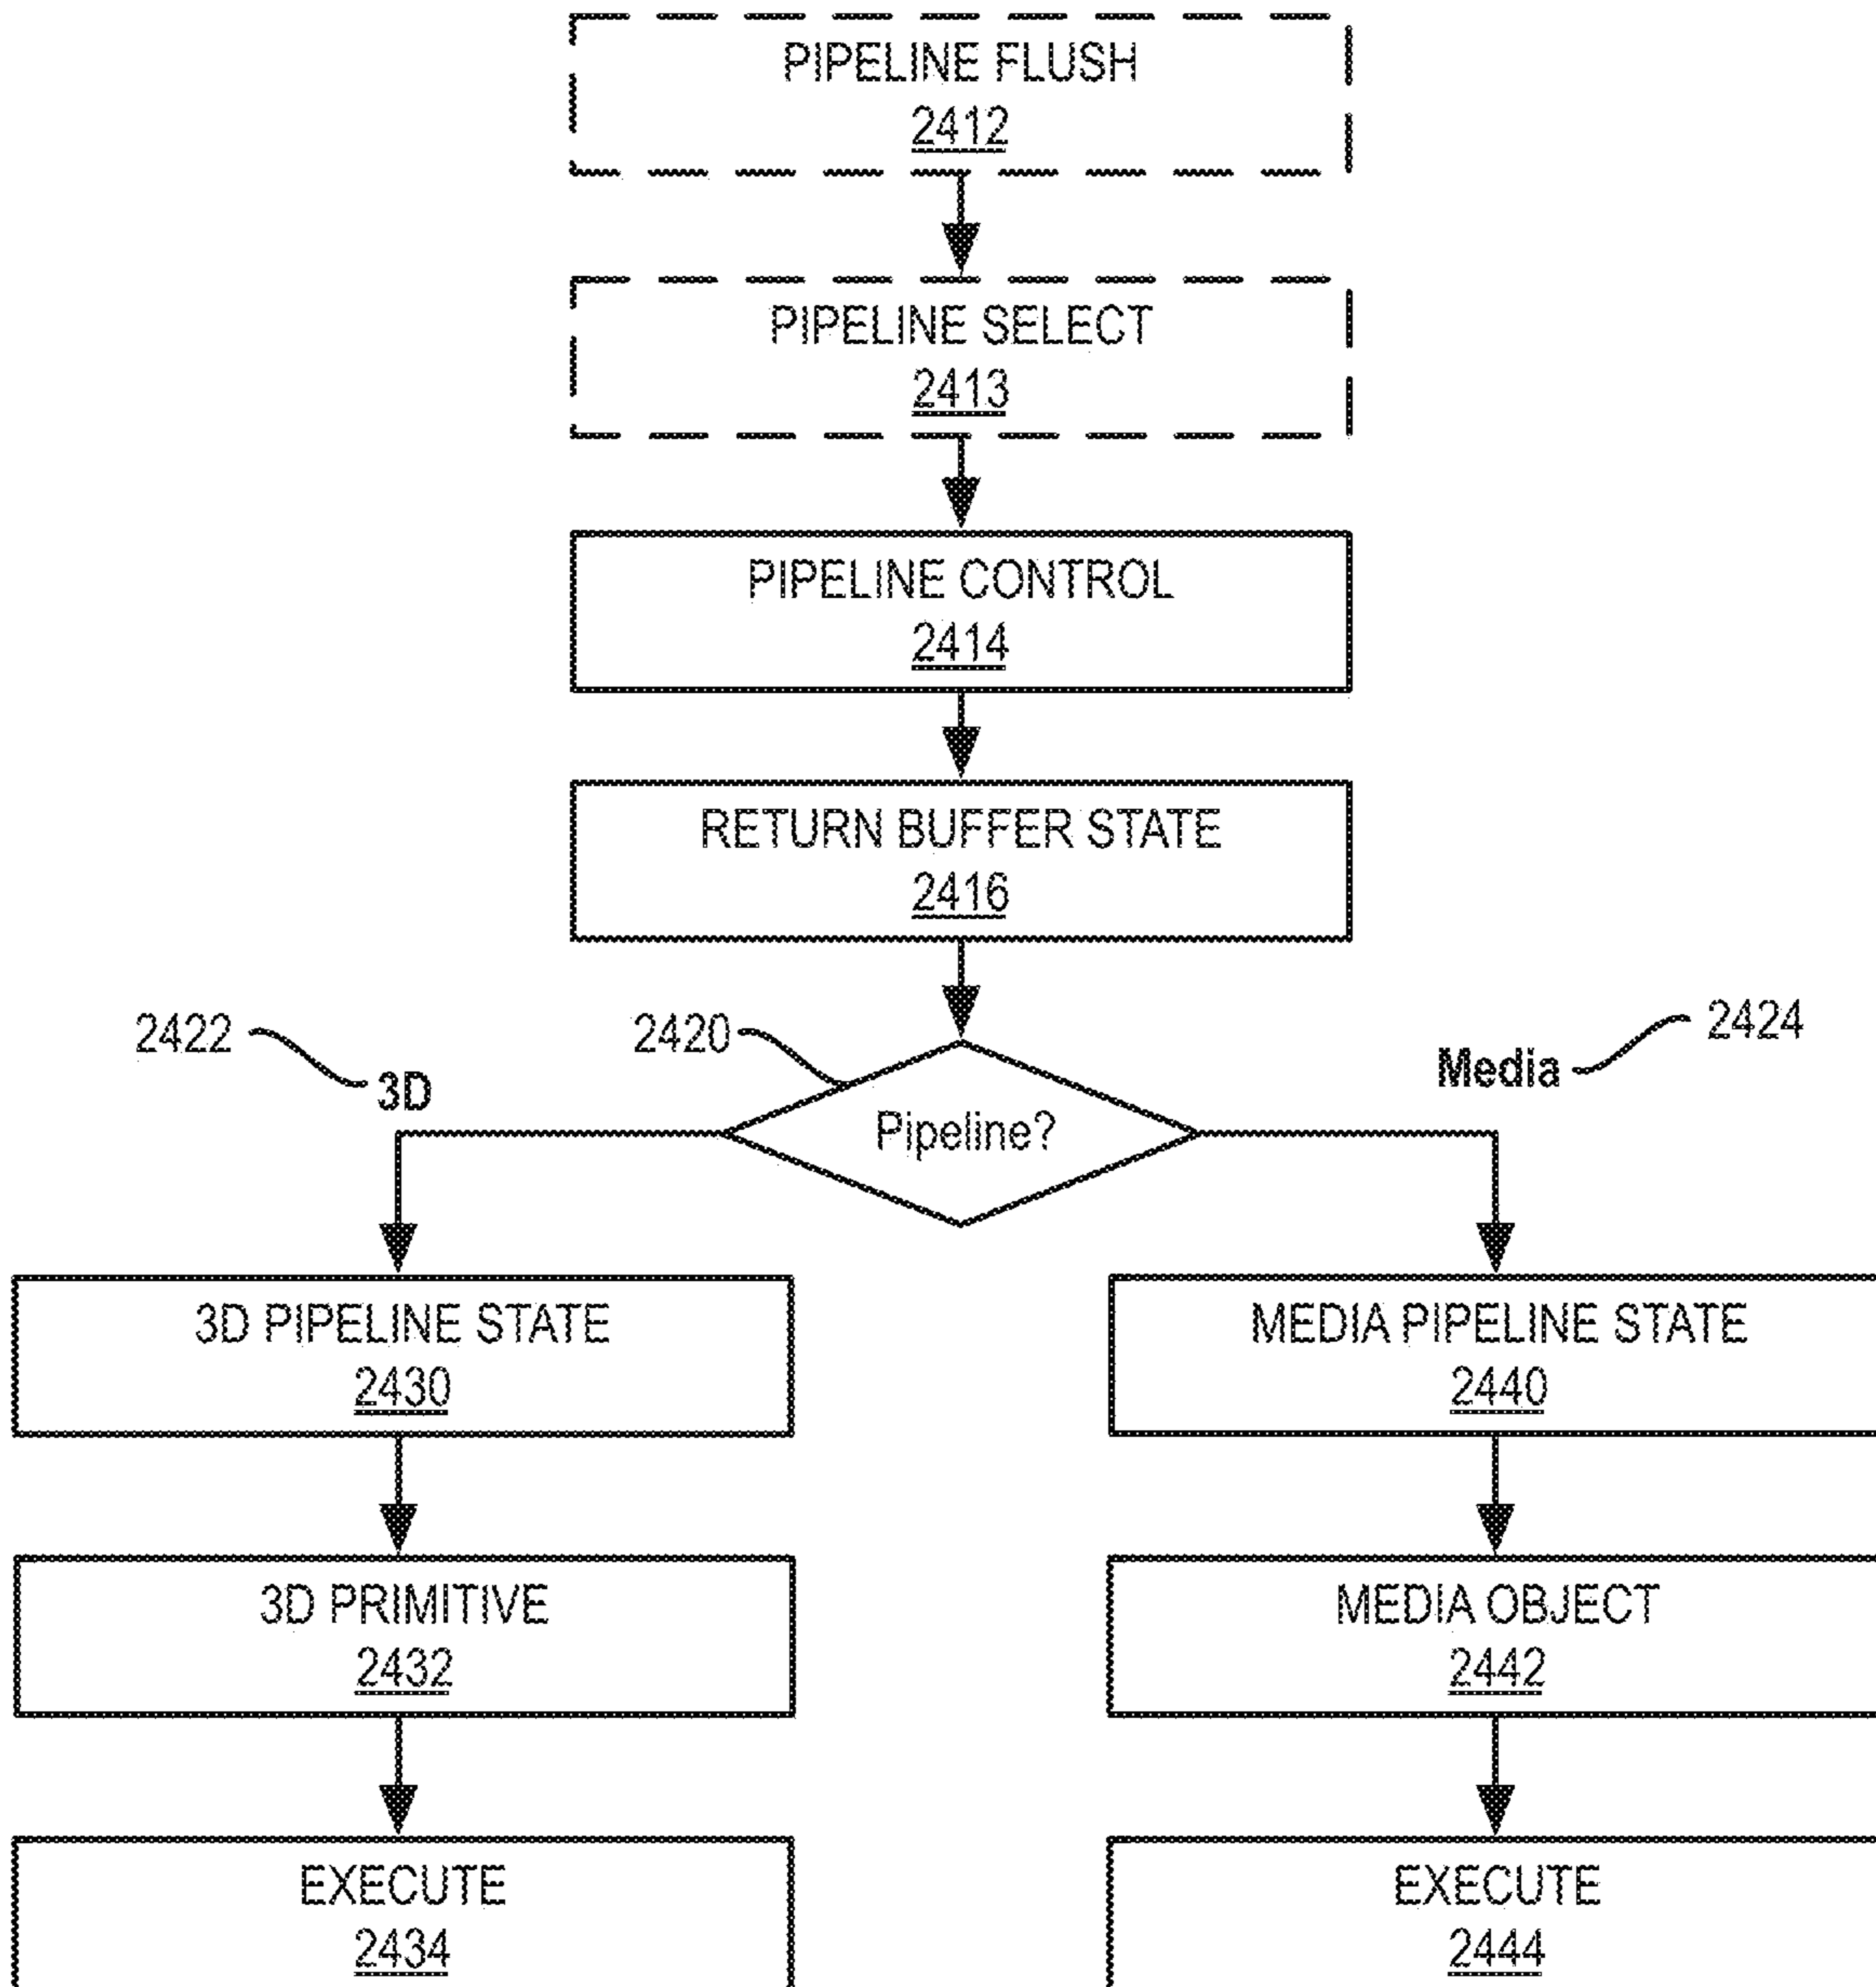 PIPELINE FLUSH
2412
PIPELINE SELECT
2413
PIPELINE CONTROL
2414
RETURN BUFFER STATE
2416
2422
3D
2420
Pipeline?
Media
2424
3D PIPELINE STATE
2430
MEDIA PIPELINE STATE
2440
3D PRIMITIVE
2432
MEDIA OBJECT
2442
EXECUTE
2434
EXECUTE
2444